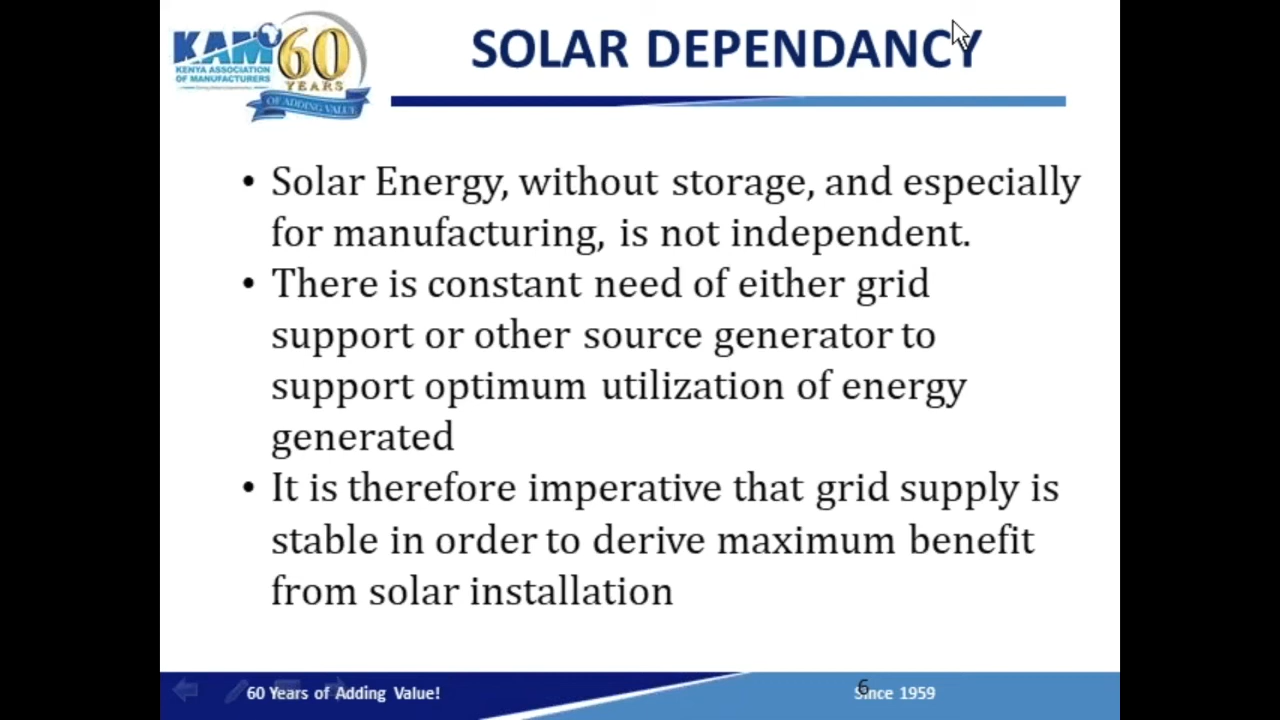 KAM 60
KENYA ASSOCIATION
OF MANUFACTURERS
YEARS
OF ADDING VALUE
SOLAR DEPENDANCY
• Solar Energy, without storage, and especially
for manufacturing, is not independent.
• There is constant need of either grid
support or other source generator to
support optimum utilization of energy
generated
• It is therefore imperative that grid supply is
stable in order to derive maximum benefit
from solar installation
60 Years of Adding Value!
6
Since 1959